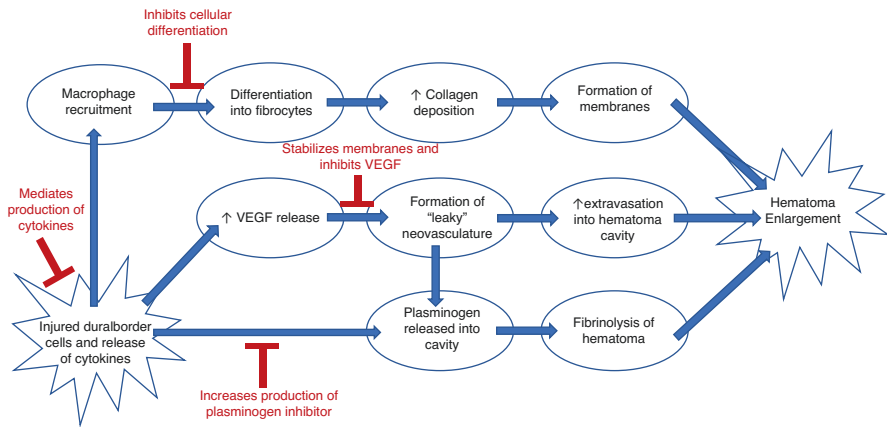 Inhibits cellular
differentiation
Macrophage
recruitment
Differentiation
into fibrocytes
↑ Collagen
deposition
Formation of
membranes
Stabilizes membranes and
inhibits VEGF
Mediates
production of
cytokines
↑ VEGF release
Formation of
“leaky”
neovasculature
↑extravasation
into hematoma
cavity
Hematoma
Enlargement
Injured duralborder
cells and release
of cytokines
Plasminogen
released into
cavity
Fibrinolysis of
hematoma
Increases production of
plasminogen inhibitor